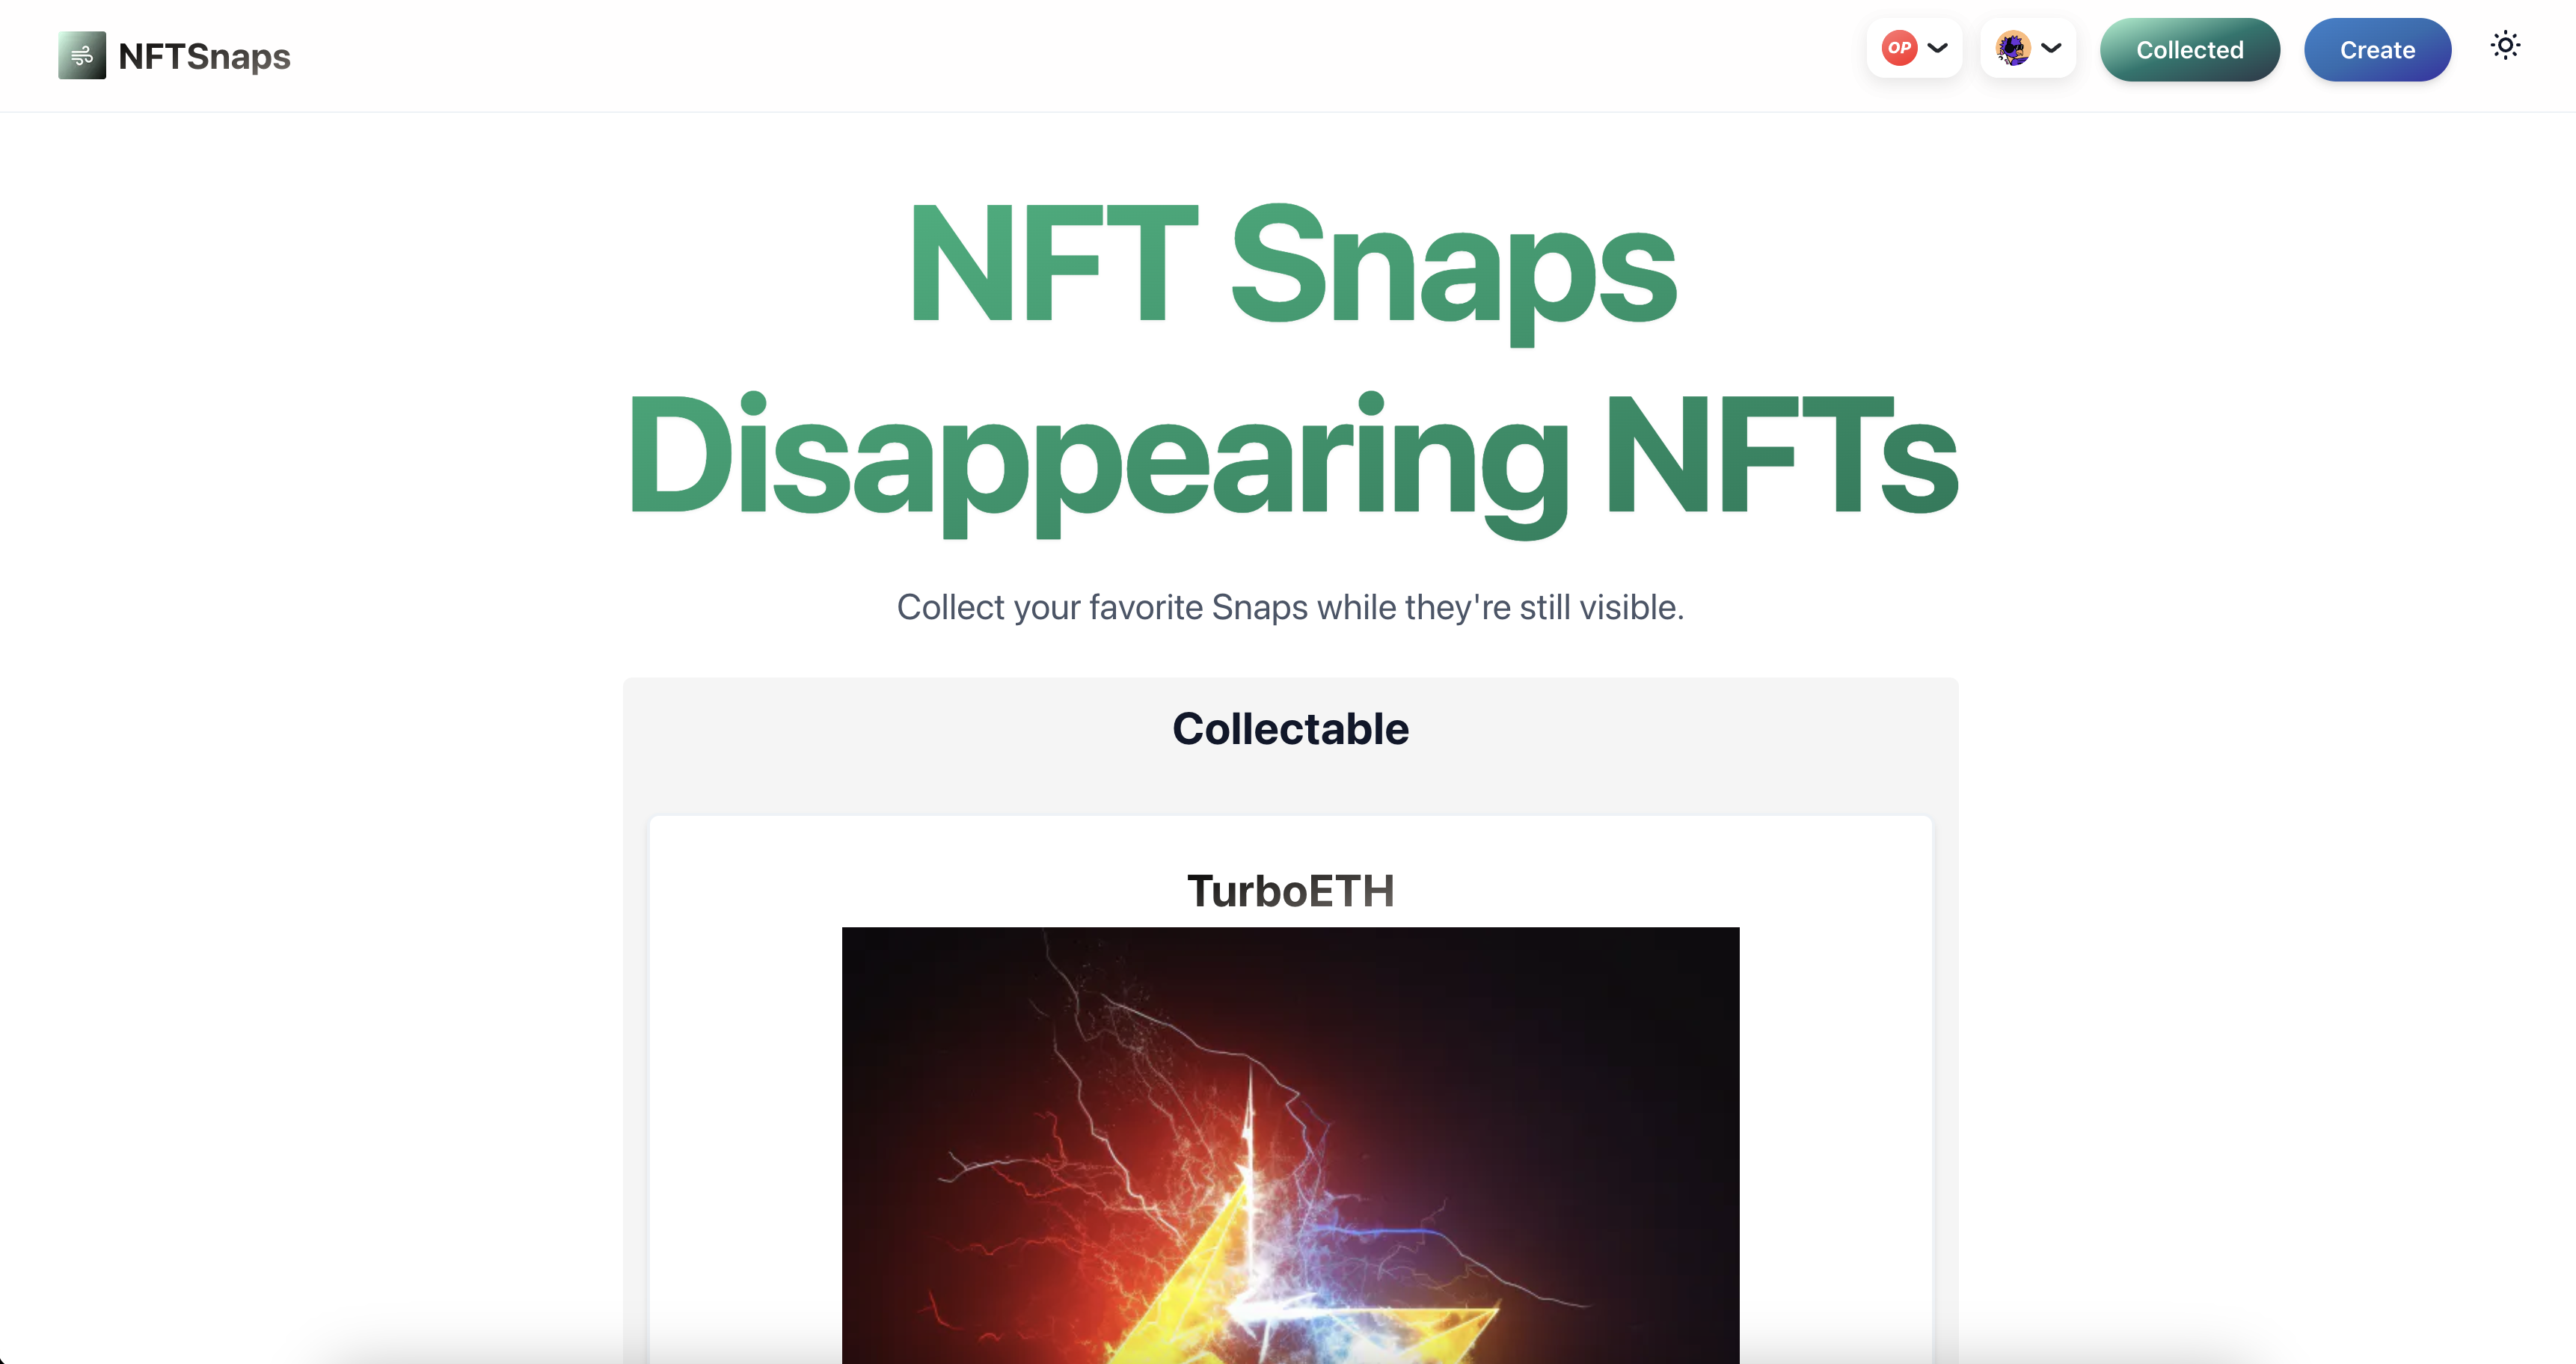 NFTSnaps
OP
Collected
Create
NFT Snaps
Disappearing NFTs
Collect your favorite Snaps while they're still visible.
Collectable
TurboETH